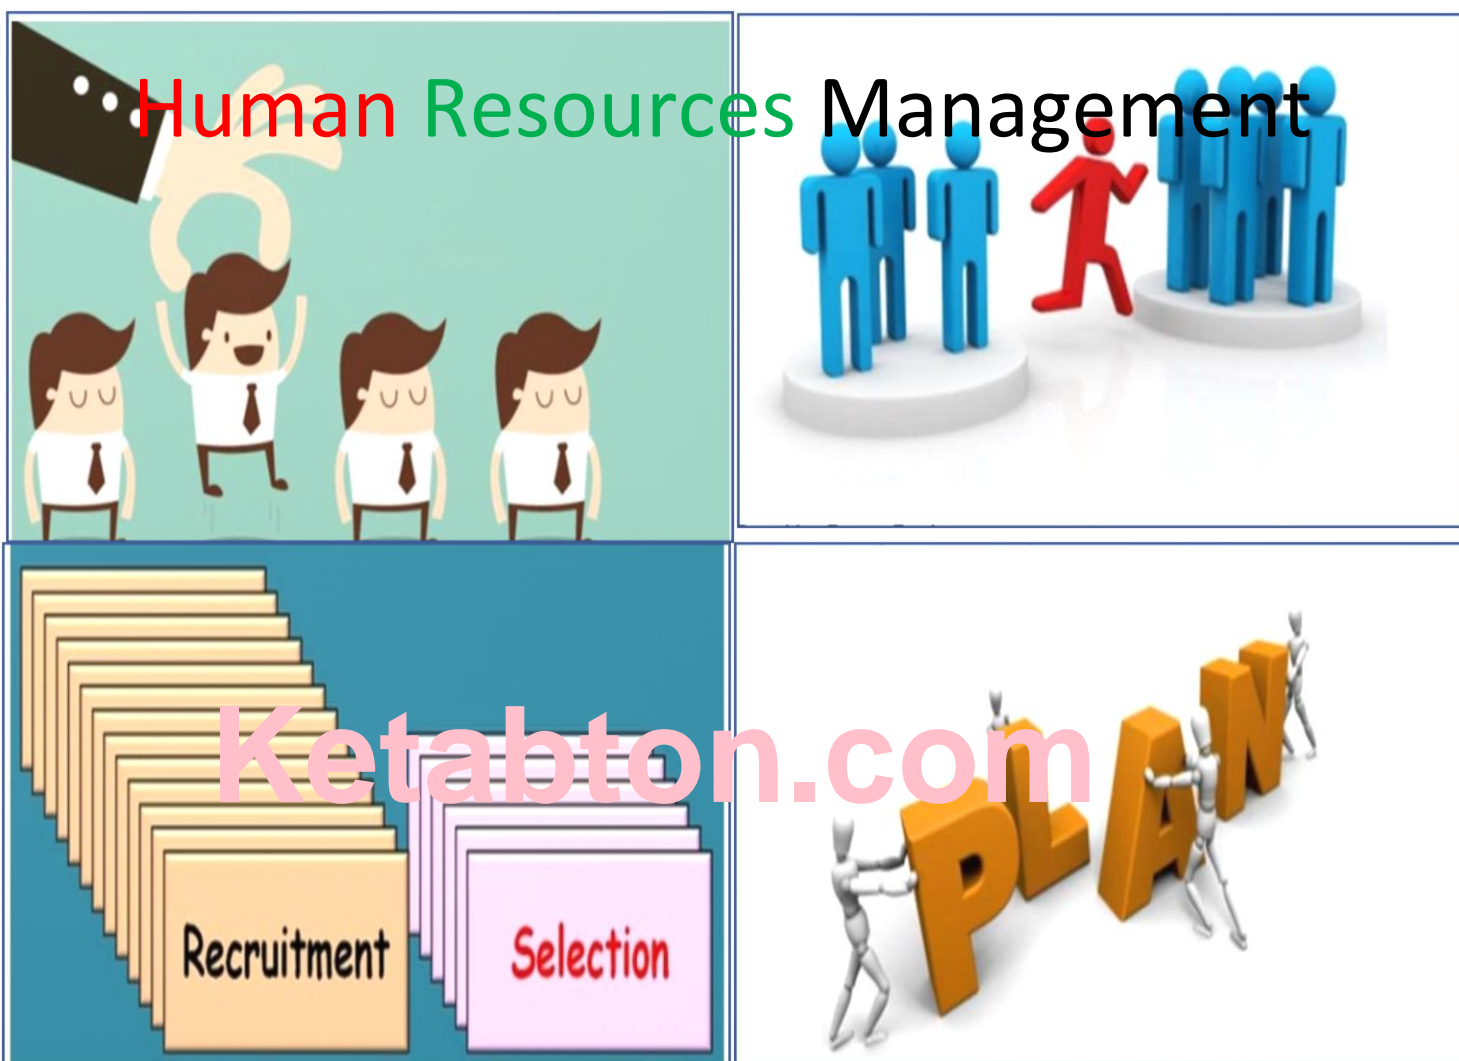 Human Resources Management
PLAN
Ketabton.com
Recruitment
Selection